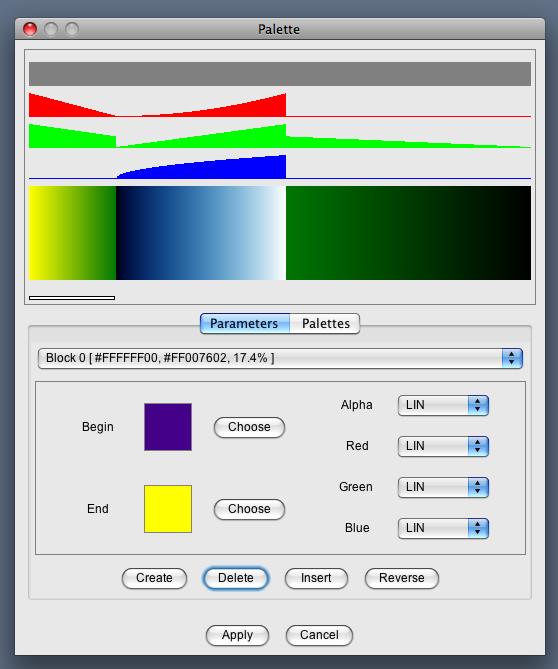 Palette
Parameters Palettes
Block 0 [ #FFFFFF00, #FF007602, 17.4% ]
Begin Choose
Alpha LIN
Red LIN
End Choose
Green LIN
Blue LIN
Create Delete Insert Reverse
Apply Cancel